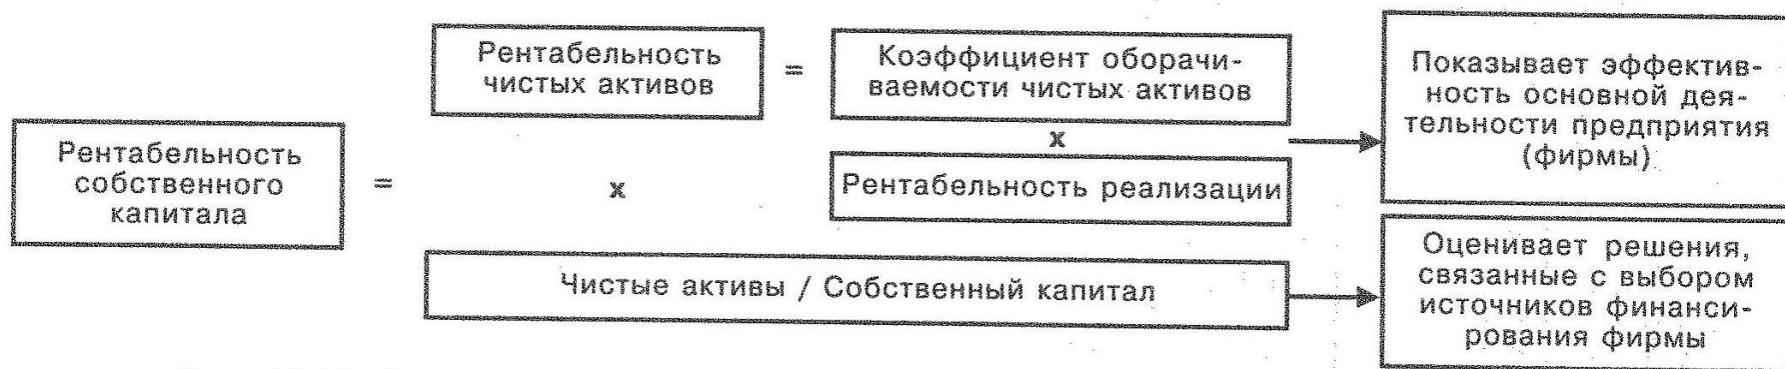 Рентабельность
чистых активов
=
Коэффициент оборачи-
ваемости чистых активов
Показывает эффектив-
ность основной дея-
тельности предприятия
(фирмы)
x
Рентабельность
собственного
капитала
=
x
Рентабельность реализации
Чистые активы / Собственный капитал
Оценивает решения,
связанные с выбором
источников финанси-
рования фирмы